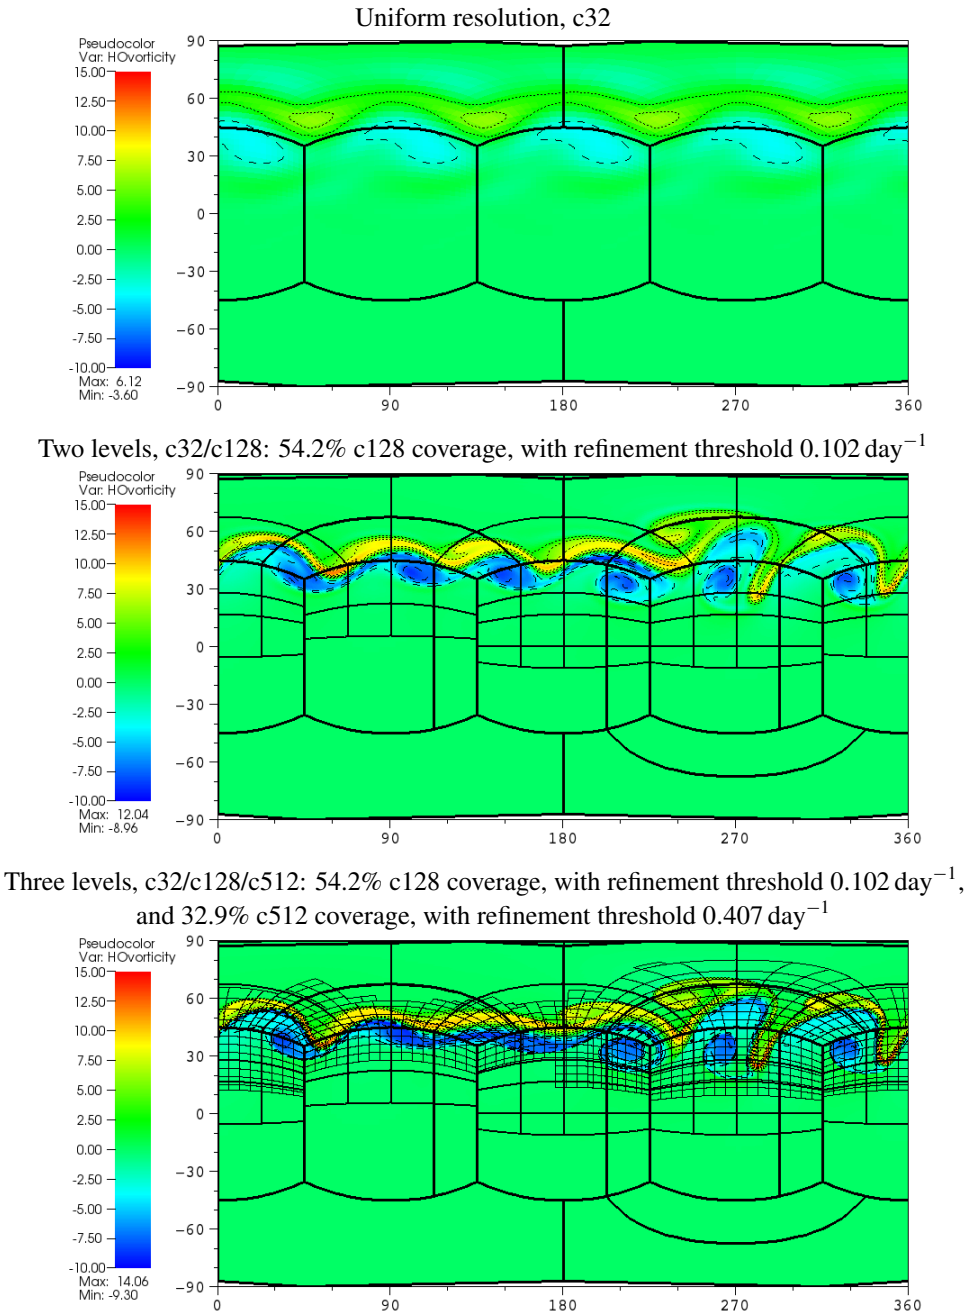 Uniform resolution, c32
Pseudocolor
Var: HOvorticity
15.00
12.50
10.00
7.50
5.00
2.50
0.00
-2.50
-5.00
-7.50
-10.00
Max: 6.12
Min: -3.60
90
60
30
0
-30
-60
-90
0 90 180 270 360
Two levels, c32/c128: 54.2% c128 coverage, with refinement threshold 0.102 day⁻¹
Pseudocolor
Var: HOvorticity
15.00
12.50
10.00
7.50
5.00
2.50
0.00
-2.50
-5.00
-7.50
-10.00
Max: 12.04
Min: -8.96
90
60
30
0
-30
-60
-90
0 90 180 270 360
Three levels, c32/c128/c512: 54.2% c128 coverage, with refinement threshold 0.102 day⁻¹,
and 32.9% c512 coverage, with refinement threshold 0.407 day⁻¹
Pseudocolor
Var: HOvorticity
15.00
12.50
10.00
7.50
5.00
2.50
0.00
-2.50
-5.00
-7.50
-10.00
Max: 14.06
Min: -9.30
90
60
30
0
-30
-60
-90
0 90 180 270 360